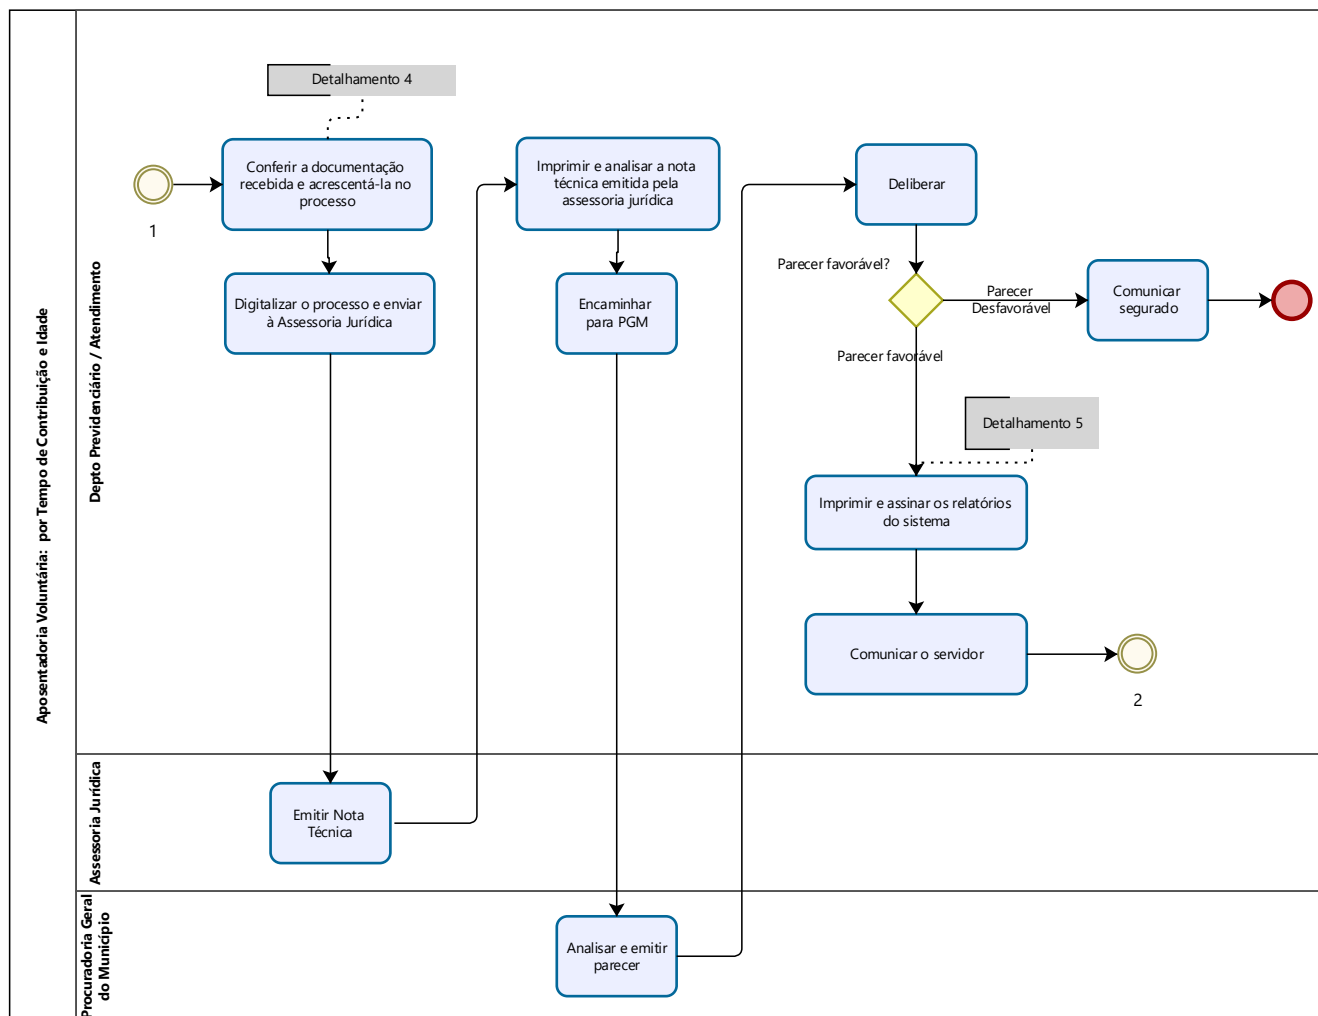 Aposentadoria Voluntária: por Tempo de Contribuição e Idade
Depto Previdenciário / Atendimento
Detalhamento 4
1
Conferir a documentação
recebida e acrescentá-la no
processo
Digitalizar o processo e enviar
à Assessoria Jurídica
Imprimir e analisar a nota
técnica emitida pela
assessoria jurídica
Encaminhar
para PGM
Deliberar
Parecer favorável?
Parecer
Desfavorável
Comunicar
segurado
Parecer favorável
Detalhamento 5
Imprimir e assinar os relatórios
do sistema
Comunicar o servidor
2
Assessoria Jurídica
Emitir Nota
Técnica
Procuradoria Geral
do Município
Analisar e emitir
parecer